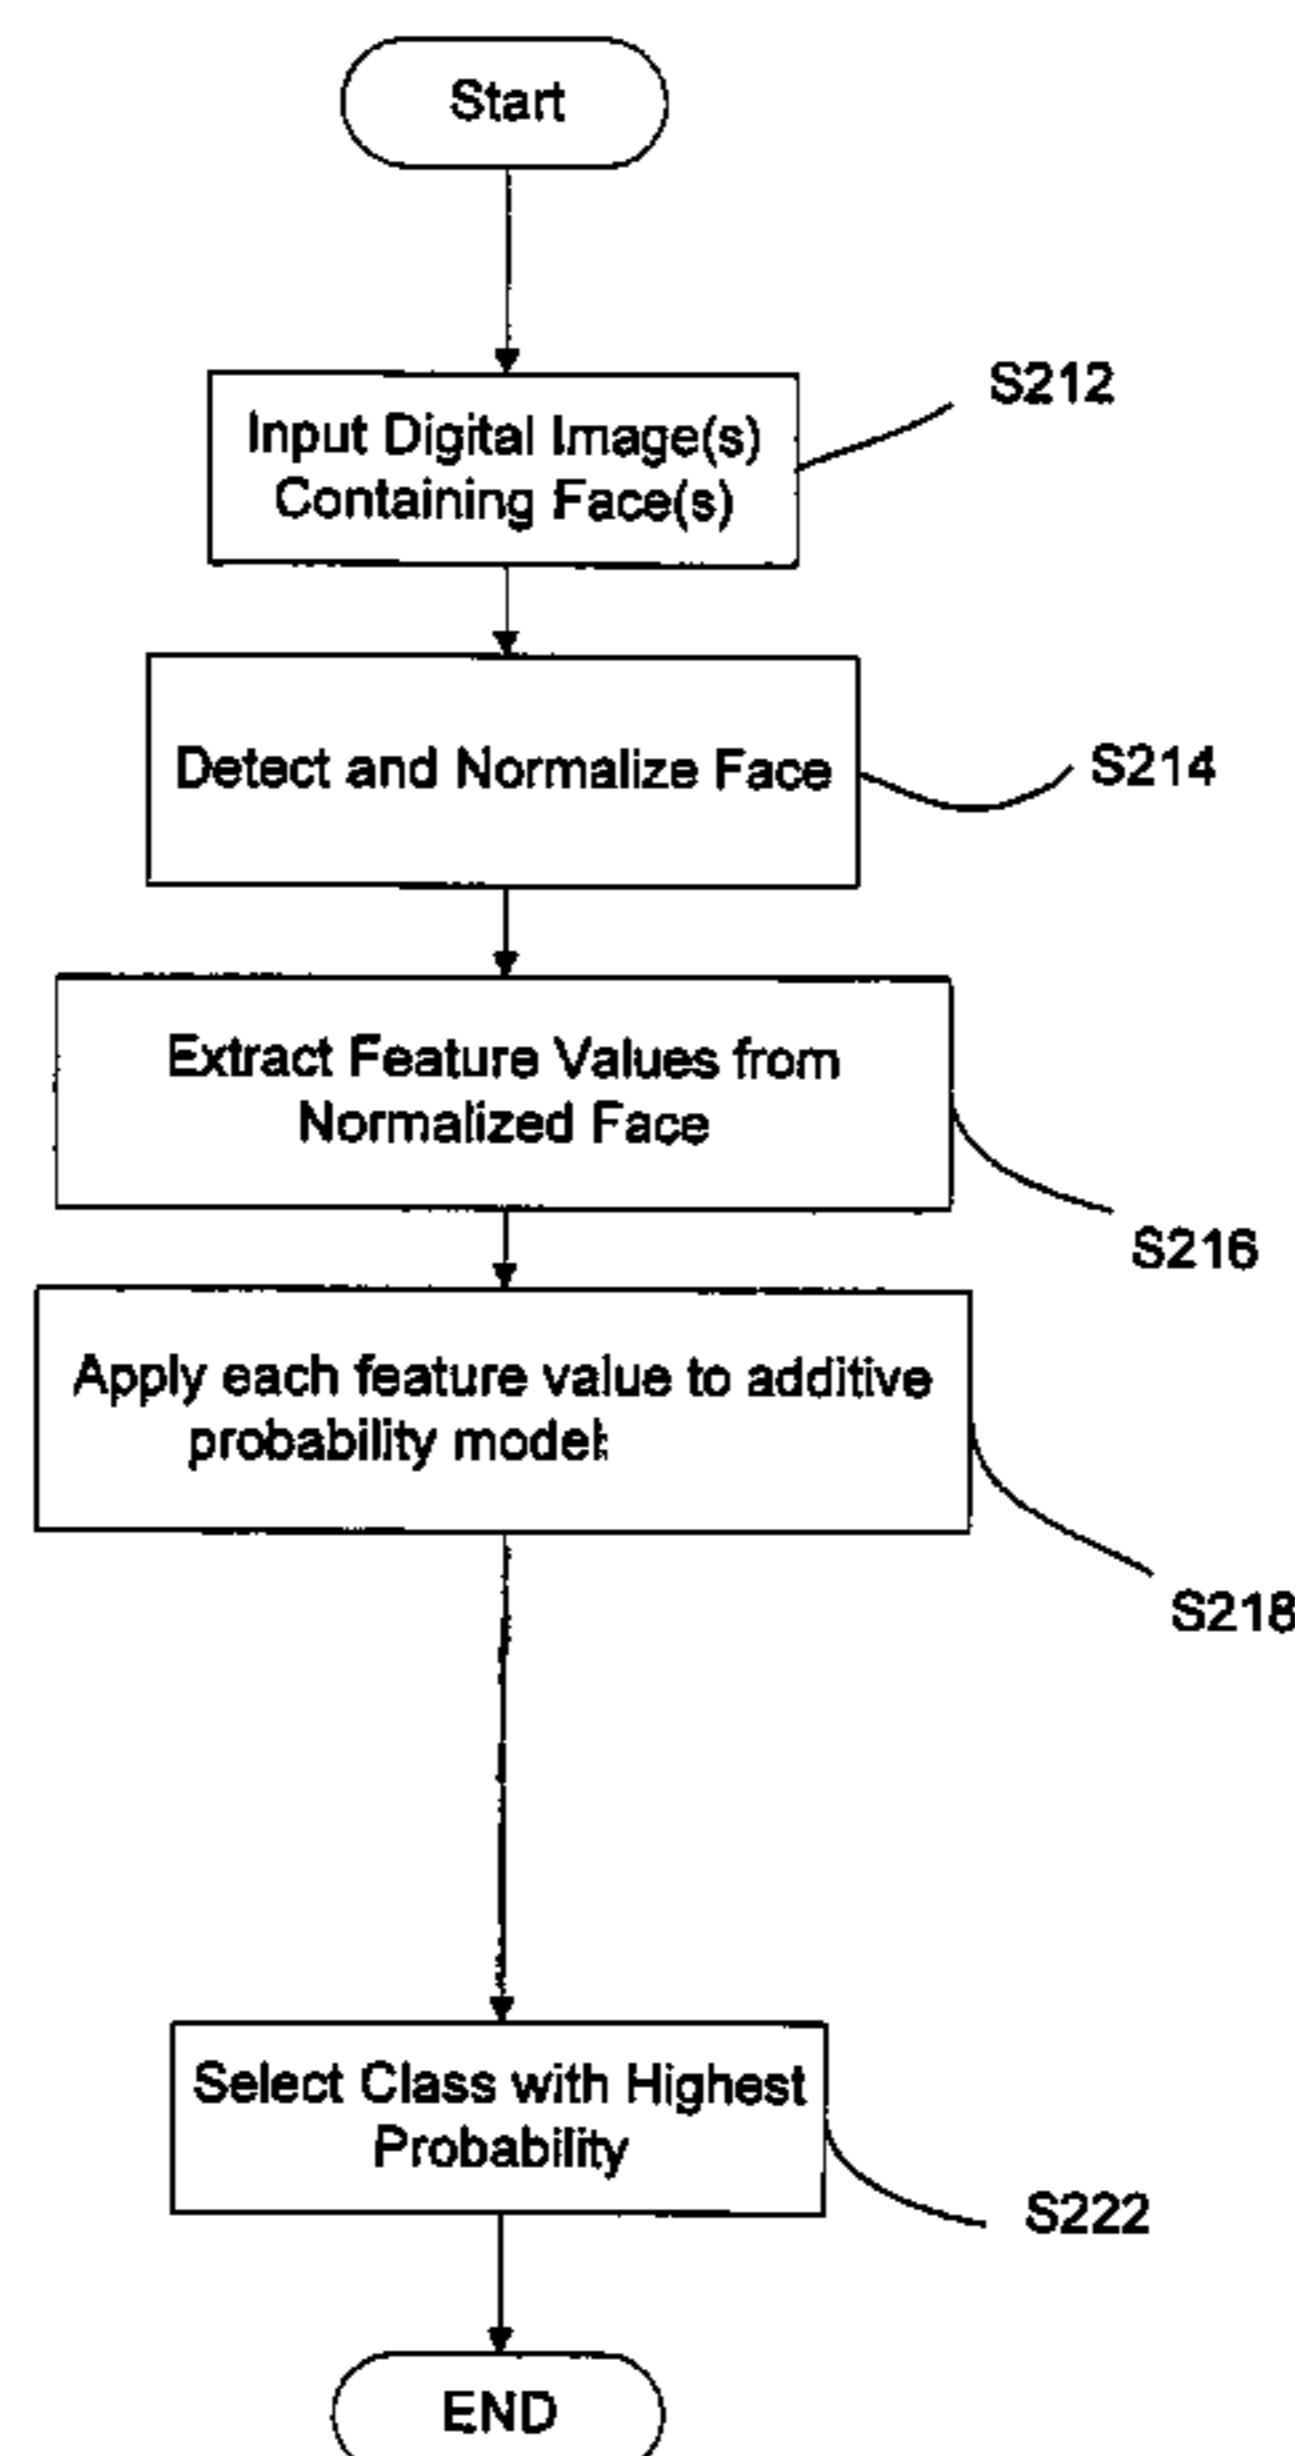 Start
Input Digital Image(s)
Containing Face(s)
S212
Detect and Normalize Face
S214
Extract Feature Values from
Normalized Face
S216
Apply each feature value to additive
probability model
S218
Select Class with Highest
Probability
S222
END